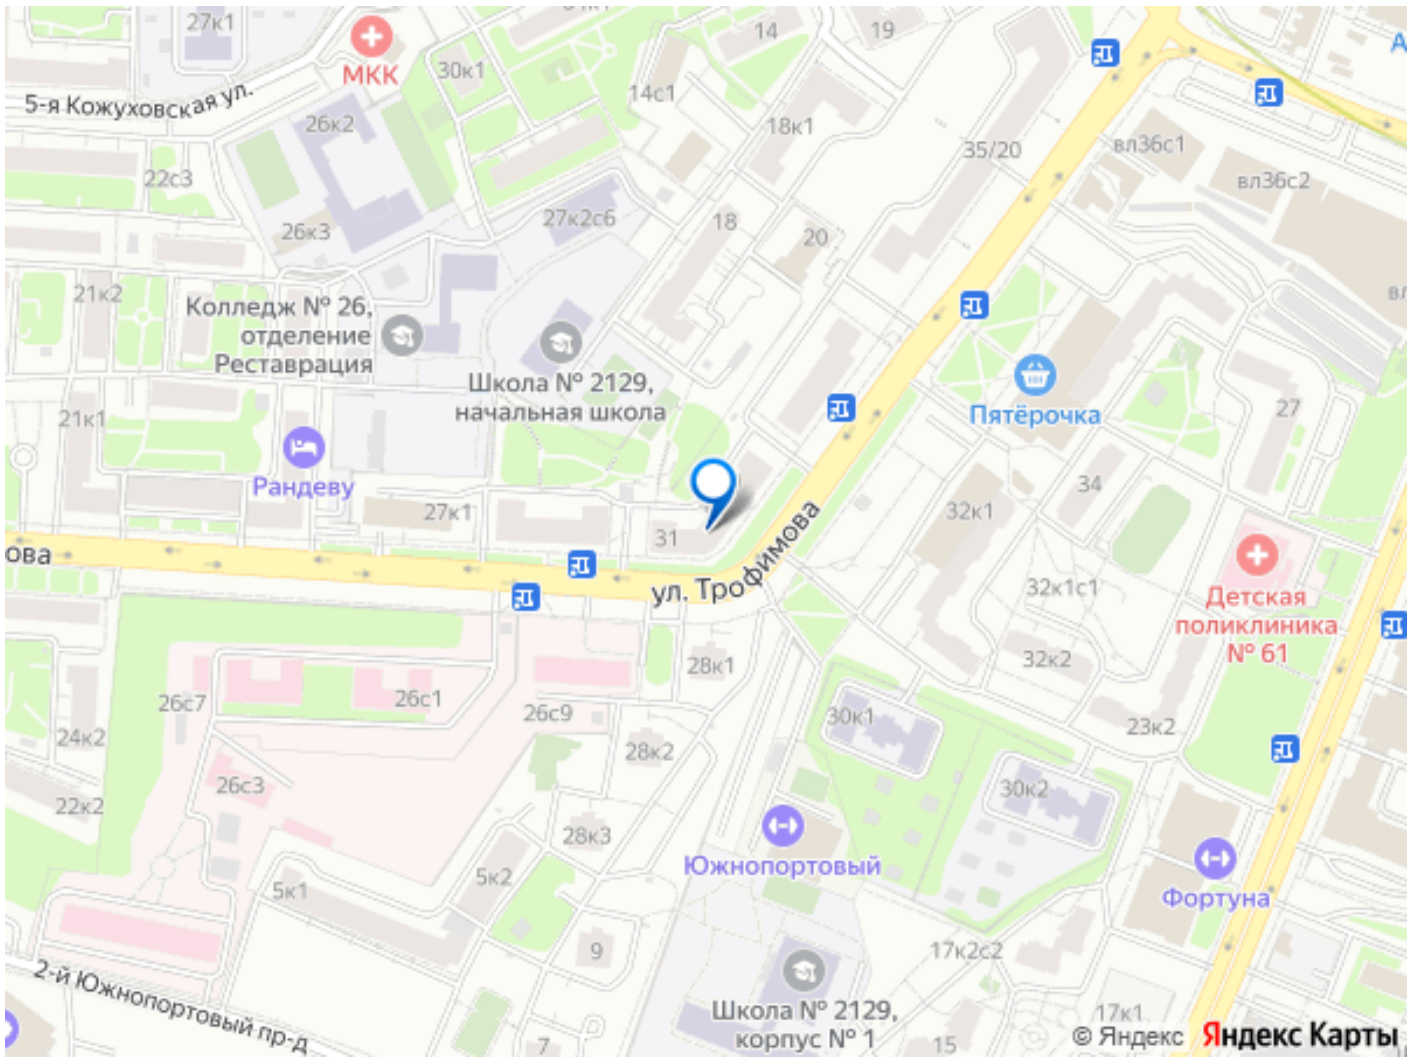 27к1
МКК
30к1
14
19
5-я Кожуховская ул.
26к2
14с1
18к1
35/20
вл36с1
вл36с2
22с3
26к3
27к2с6
18
20
21к2
Колледж № 26,
отделение
Реставрация
Школа № 2129,
начальная школа
Пятёрочка
27
21к1
Рандеву
27к1
31
34
32к1
ул. Трофимова
ова
32к1с1
Детская
поликлиника
№ 61
32к2
28к1
26с7
26с1
26с9
30к1
23к2
24к2
28к2
26с3
30к2
22к2
28к3
Южнопортовый
Фортуна
5к1
5к2
9
17к2с2
2-й Южнопортовый пр-д
Школа № 2129,
корпус № 1
7
15
17к1
© Яндекс Яндекс Карты